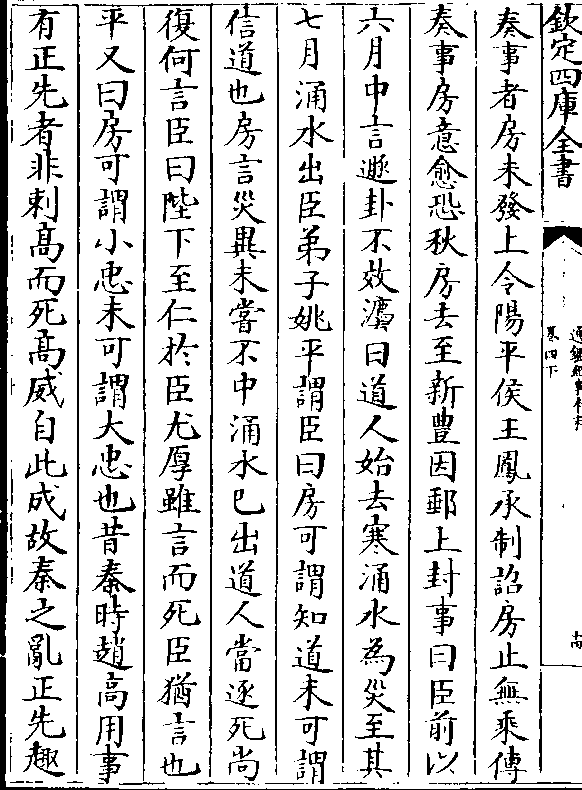 欽定四庫全書
卷四下
奏事者房未發上令陽平侯王鳳承制詔房止無乗傳
奏事房意愈恐秋房去至新豐因郵上封事曰臣前以
六月中言遯卦不效灋曰道人始去寒涌水為災至其
七月涌水出臣弟子姚平謂臣曰房可謂知道未可謂
信道也房言災異未嘗不中涌水已出道人當逐死尚
復何言臣曰陛下至仁於臣尤厚雖言而死臣猶言也
平又曰房可謂小忠未可謂大忠也昔秦時趙高用事
有正先者非刺高而死高威自此成故秦之亂正先趣